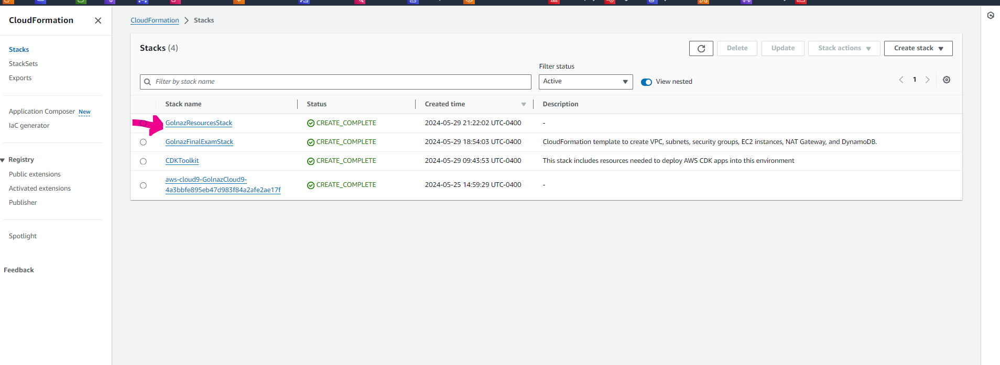 CloudFormation
Stacks
StackSets
Exports
Application Composer New
IaC generator
Registry
Public extensions
Activated extensions
Publisher
Spotlight
Feedback
CloudFormation Stacks
Stacks (4)
Delete
Update
Stack actions
Create stack
Filter status
Filter by stack name
Active
View nested
1
Stack name Status Created time Description
GolnazResourcesStack CREATE_COMPLETE 2024-05-29 21:22:02 UTC-0400 -
GolnazFinalExamStack CREATE_COMPLETE 2024-05-29 18:54:03 UTC-0400 CloudFormation template to create VPC, subnets, security groups, EC2 instances, NAT Gateway, and DynamoDB.
CDKToolkit CREATE_COMPLETE 2024-05-29 09:43:53 UTC-0400 This stack includes resources needed to deploy AWS CDK apps into this environment
aws-cloud9-GolnazCloud9-
4a3bbfe895eb47d983f84a2afe2ae17f CREATE_COMPLETE 2024-05-25 14:59:29 UTC-0400 -